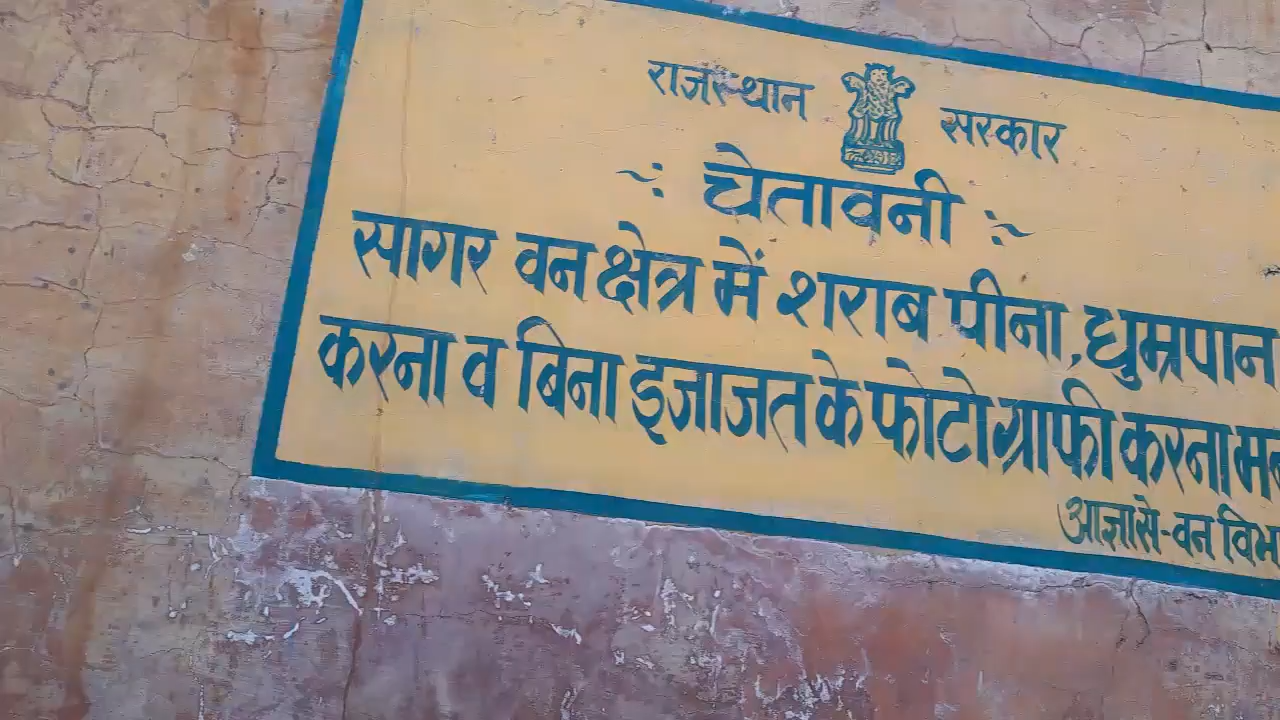 राजस्थान सरकार
चेतावनी
सागर वन क्षेत्र में शराब पीना, ध्रुम्रपान
करना व बिना इजाजत के फोटोग्राफी करना
आज्ञा से-वन